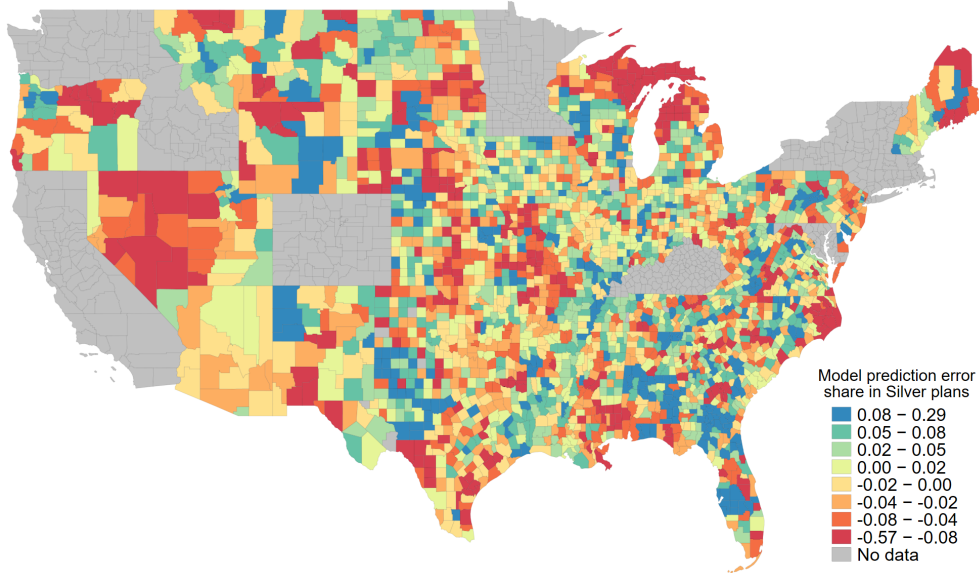 Model prediction error
share in Silver plans
0.08 − 0.29
0.05 − 0.08
0.02 − 0.05
0.00 − 0.02
-0.02 − 0.00
-0.04 − -0.02
-0.08 − -0.04
-0.57 − -0.08
No data